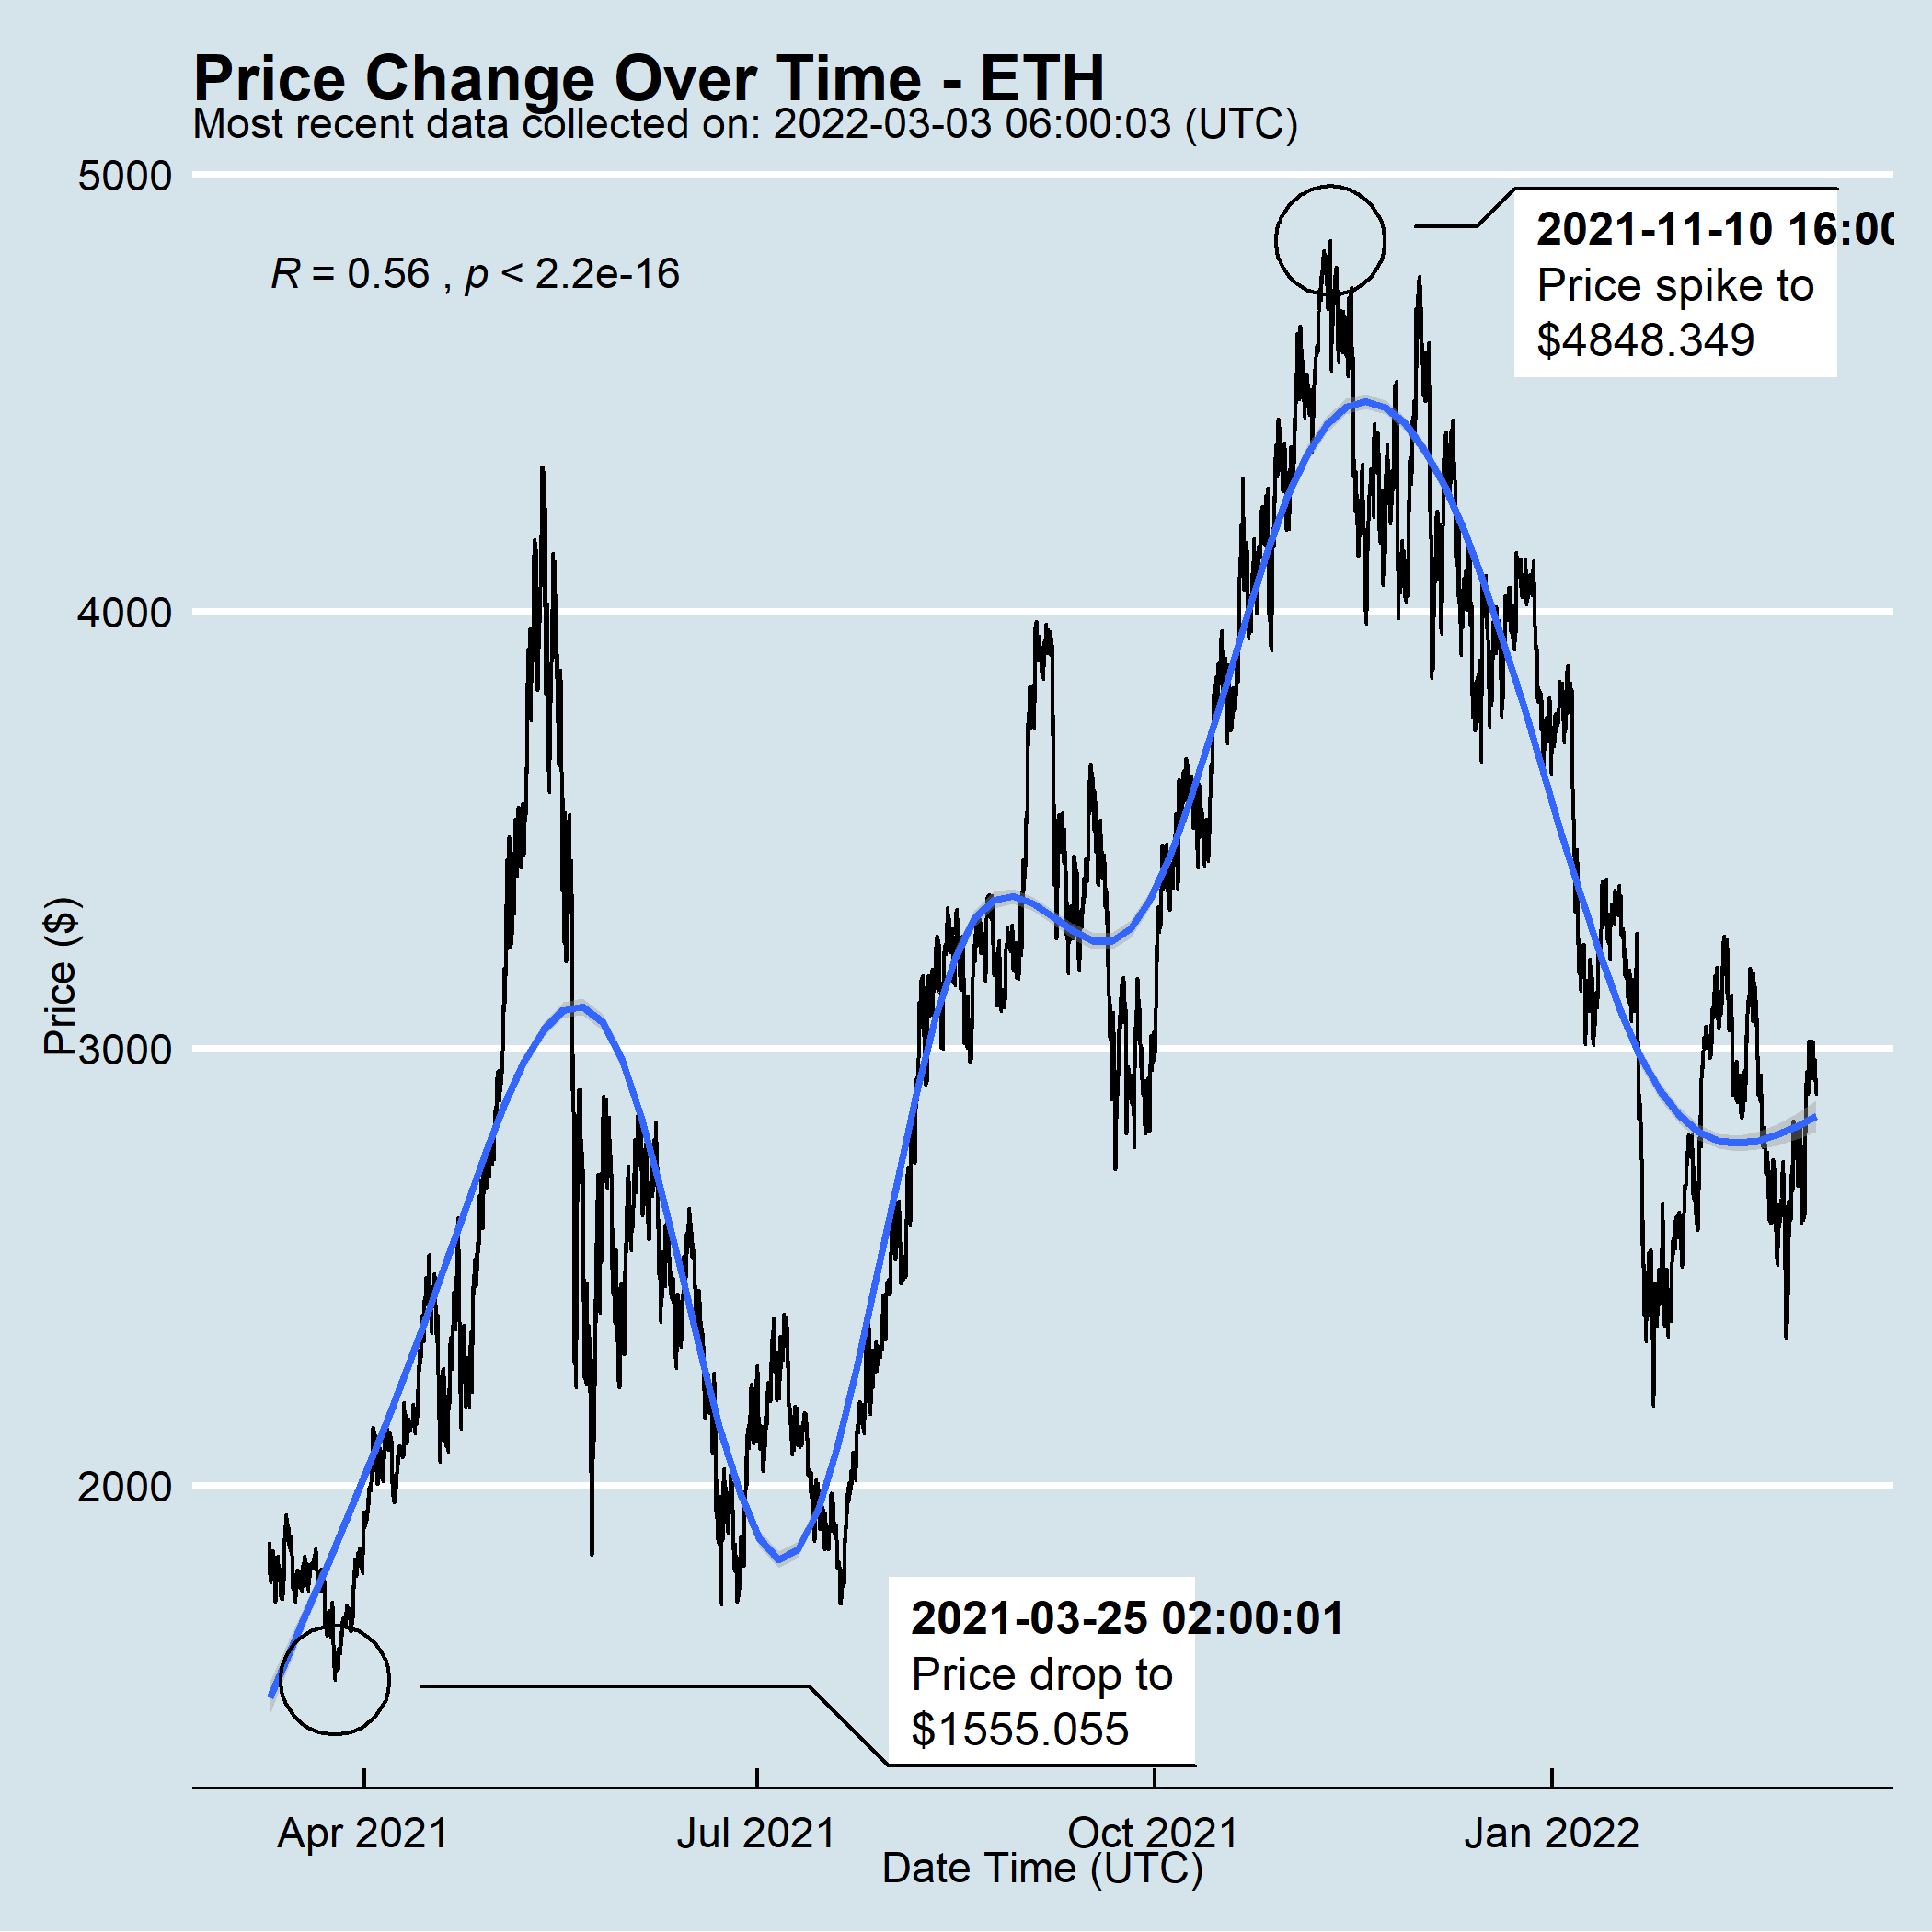 Price Change Over Time - ETH
Most recent data collected on: 2022-03-03 06:00:03 (UTC)
5000
R = 0.56 , p < 2.2e-16
2021-11-10 16:00
Price spike to
$4848.349
4000
Price ($)
3000
2000
2021-03-25 02:00:01
Price drop to
$1555.055
Apr 2021 Jul 2021 Oct 2021 Jan 2022
Date Time (UTC)